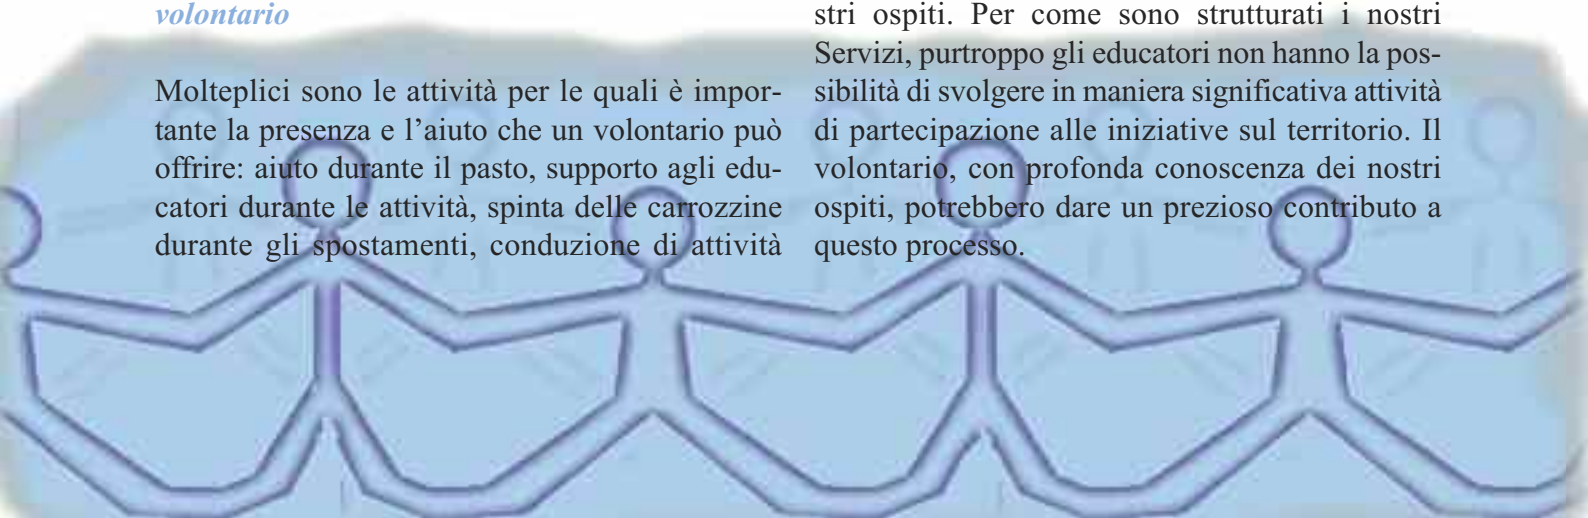 volontario
Molteplici sono le attività per le quali è impor-
tante la presenza e l’aiuto che un volontario può
offrire: aiuto durante il pasto, supporto agli edu-
catori durante le attività, spinta delle carrozzine
durante gli spostamenti, conduzione di attività
stri ospiti. Per come sono strutturati i nostri
Servizi, purtroppo gli educatori non hanno la pos-
sibilità di svolgere in maniera significativa attività
di partecipazione alle iniziative sul territorio. Il
volontario, con profonda conoscenza dei nostri
ospiti, potrebbero dare un prezioso contributo a
questo processo.